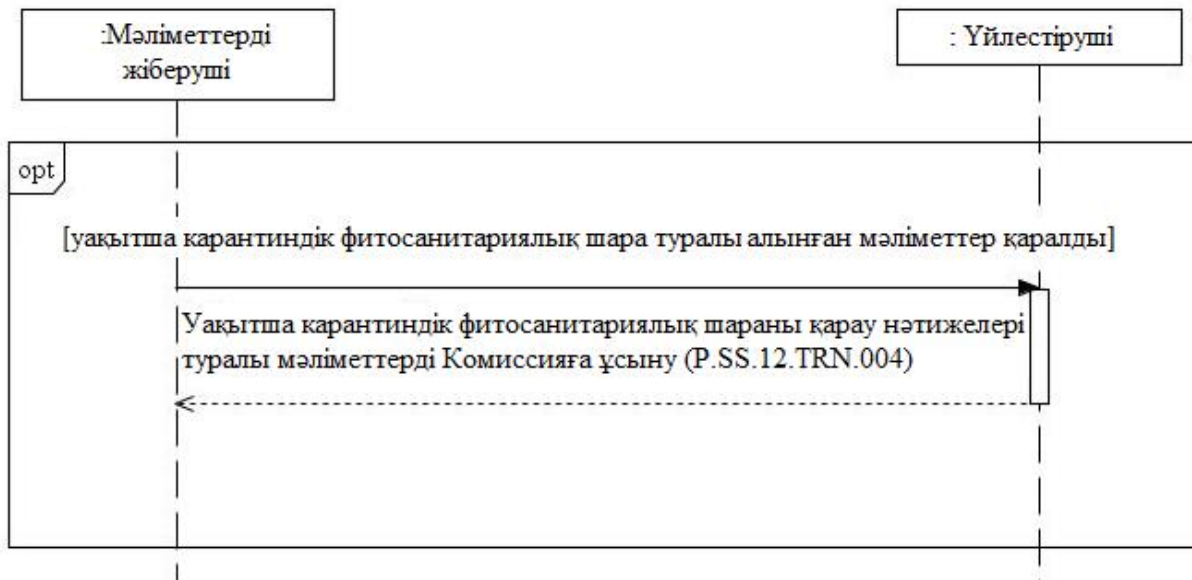 :Мәліметтерді
жіберуші
: Үйлестіруші
opt
[уақытша карантиндік фитосанитариялық шара туралы алынған мәліметтер қаралды]
Уақытша карантиндік фитосанитариялық шараны қарау нәтижелері
туралы мәліметтерді Комиссияға ұсыну (P.SS.12.TRN.004)